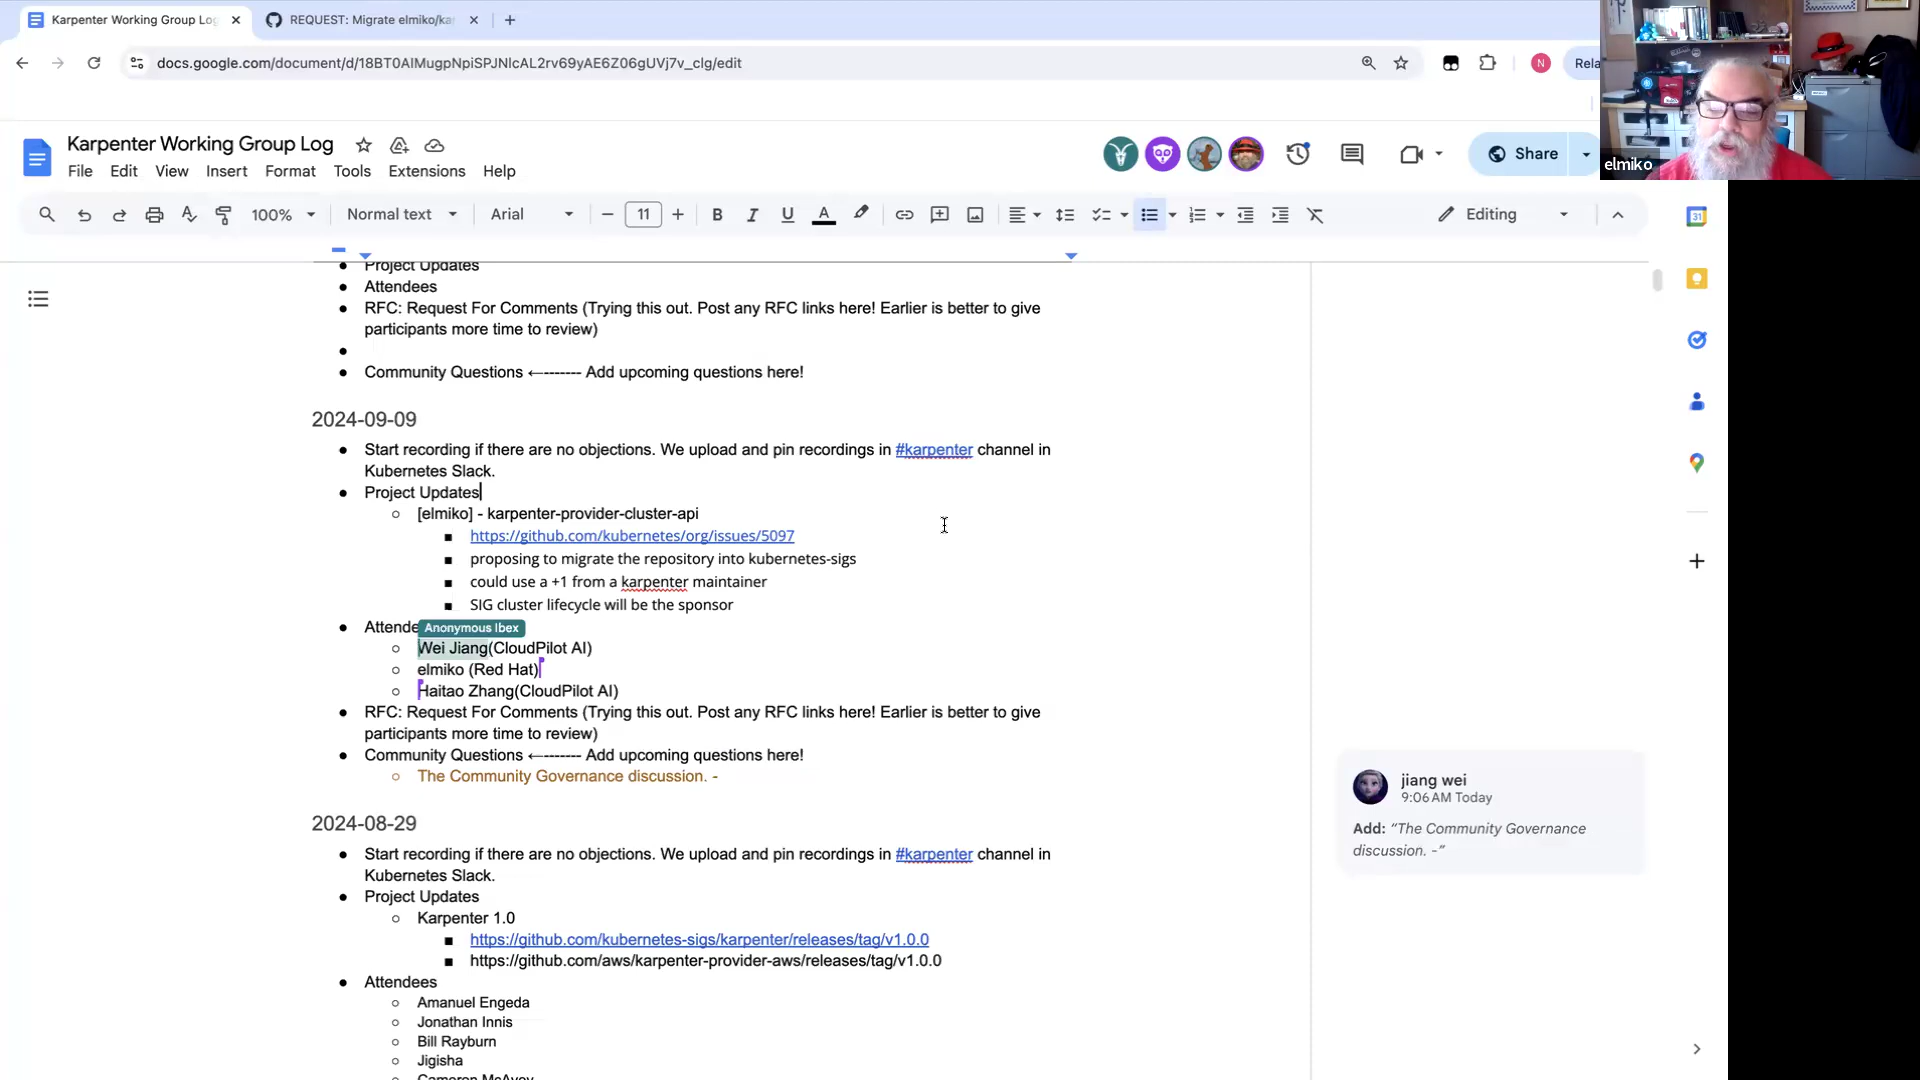 Karpenter Working Group Log
REQUEST: Migrate elmiko/ka
docs.google.com/document/d/18BT0AlMugpNpiSPJNlcAL2rv69yAE6Z06gUVj7v_clg/edit
N
Rela
elmiko
Karpenter Working Group Log
File Edit View Insert Format Tools Extensions Help
Share
100% Normal text Arial 11 Editing
Project Updates
Attendees
RFC: Request For Comments (Trying this out. Post any RFC links here! Earlier is better to give
participants more time to review)
Community Questions ←------- Add upcoming questions here!
2024-09-09
Start recording if there are no objections. We upload and pin recordings in #karpenter channel in
Kubernetes Slack.
Project Updates
[elmiko] - karpenter-provider-cluster-api
https://github.com/kubernetes/org/issues/5097
proposing to migrate the repository into kubernetes-sigs
could use a +1 from a karpenter maintainer
SIG cluster lifecycle will be the sponsor
Attende
Anonymous Ibex
Wei Jiang(CloudPilot AI)
elmiko (Red Hat)
Haitao Zhang(CloudPilot AI)
RFC: Request For Comments (Trying this out. Post any RFC links here! Earlier is better to give
participants more time to review)
Community Questions ←------- Add upcoming questions here!
The Community Governance discussion. -
jiang wei
9:06 AM Today
Add: “The Community Governance
discussion. -”
2024-08-29
Start recording if there are no objections. We upload and pin recordings in #karpenter channel in
Kubernetes Slack.
Project Updates
Karpenter 1.0
https://github.com/kubernetes-sigs/karpenter/releases/tag/v1.0.0
https://github.com/aws/karpenter-provider-aws/releases/tag/v1.0.0
Attendees
Amanuel Engeda
Jonathan Innis
Bill Rayburn
Jigisha
Cameron McAvoy
31